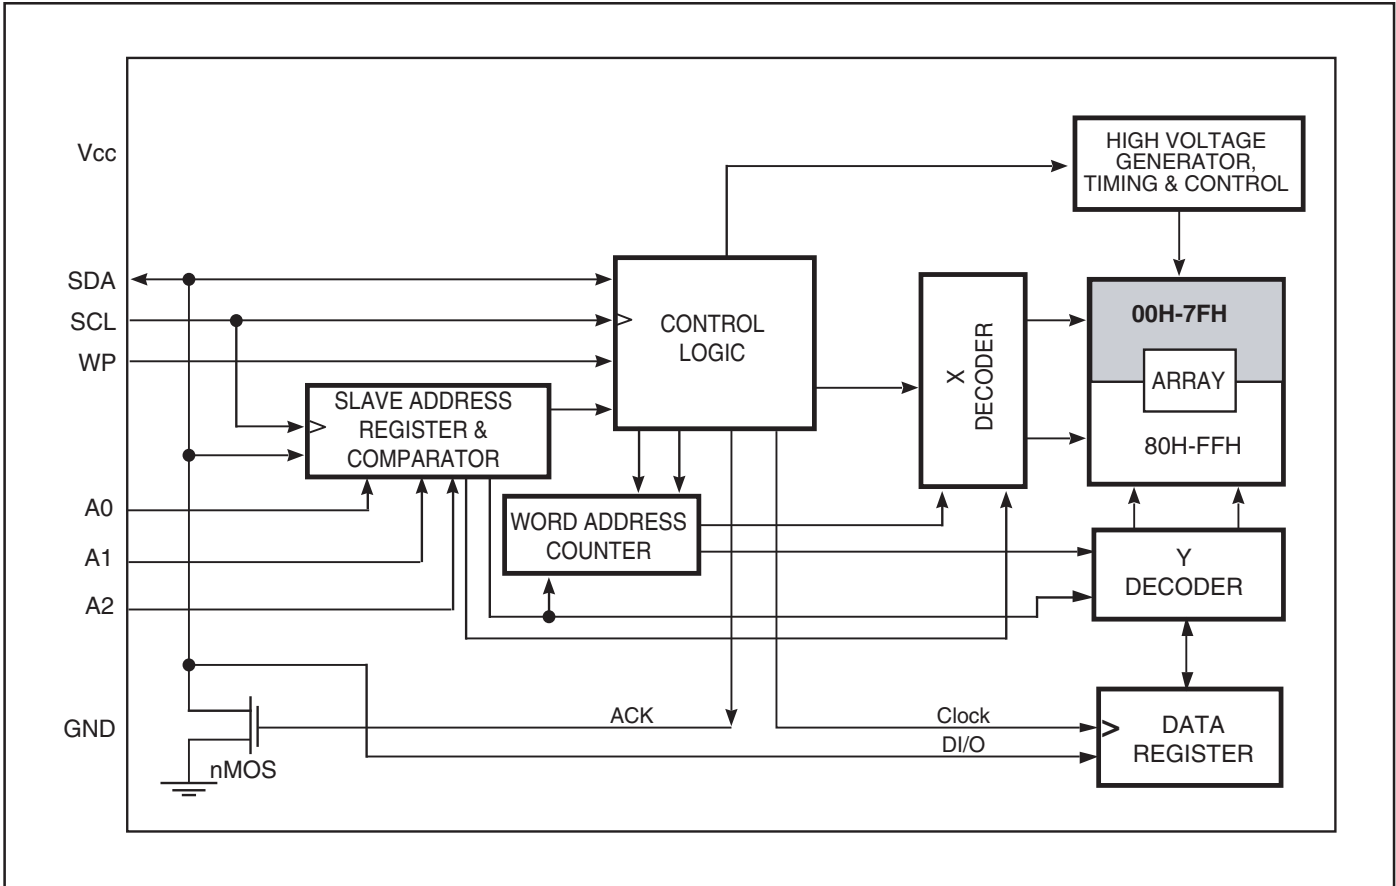 Vcc
HIGH VOLTAGE
GENERATOR,
TIMING & CONTROL
SDA
SCL
WP
CONTROL
LOGIC
X
DECODER
00H-7FH
ARRAY
80H-FFH
SLAVE ADDRESS
REGISTER &
COMPARATOR
A0
A1
A2
WORD ADDRESS
COUNTER
Y
DECODER
GND
nMOS
ACK
Clock
DI/O
>
DATA
REGISTER